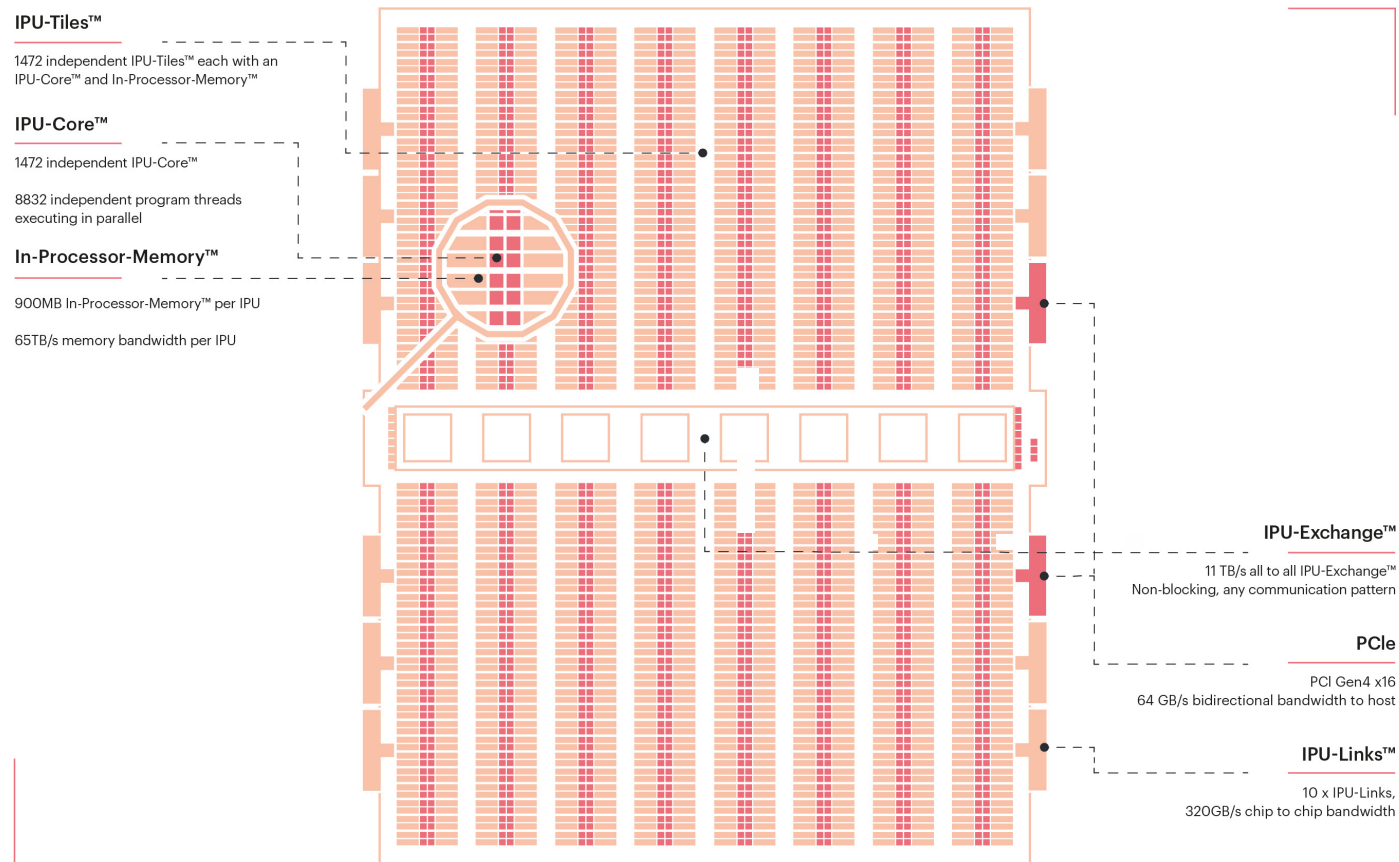 IPU-Tiles™
1472 independent IPU-Tiles™ each with an
IPU-Core™ and In-Processor-Memory™
IPU-Core™
1472 independent IPU-Core™
8832 independent program threads
executing in parallel
In-Processor-Memory™
900MB In-Processor-Memory™ per IPU
65TB/s memory bandwidth per IPU
IPU-Exchange™
11 TB/s all to all IPU-Exchange™
Non-blocking, any communication pattern
PCIe
PCI Gen4 x16
64 GB/s bidirectional bandwidth to host
IPU-Links™
10 x IPU-Links,
320GB/s chip to chip bandwidth